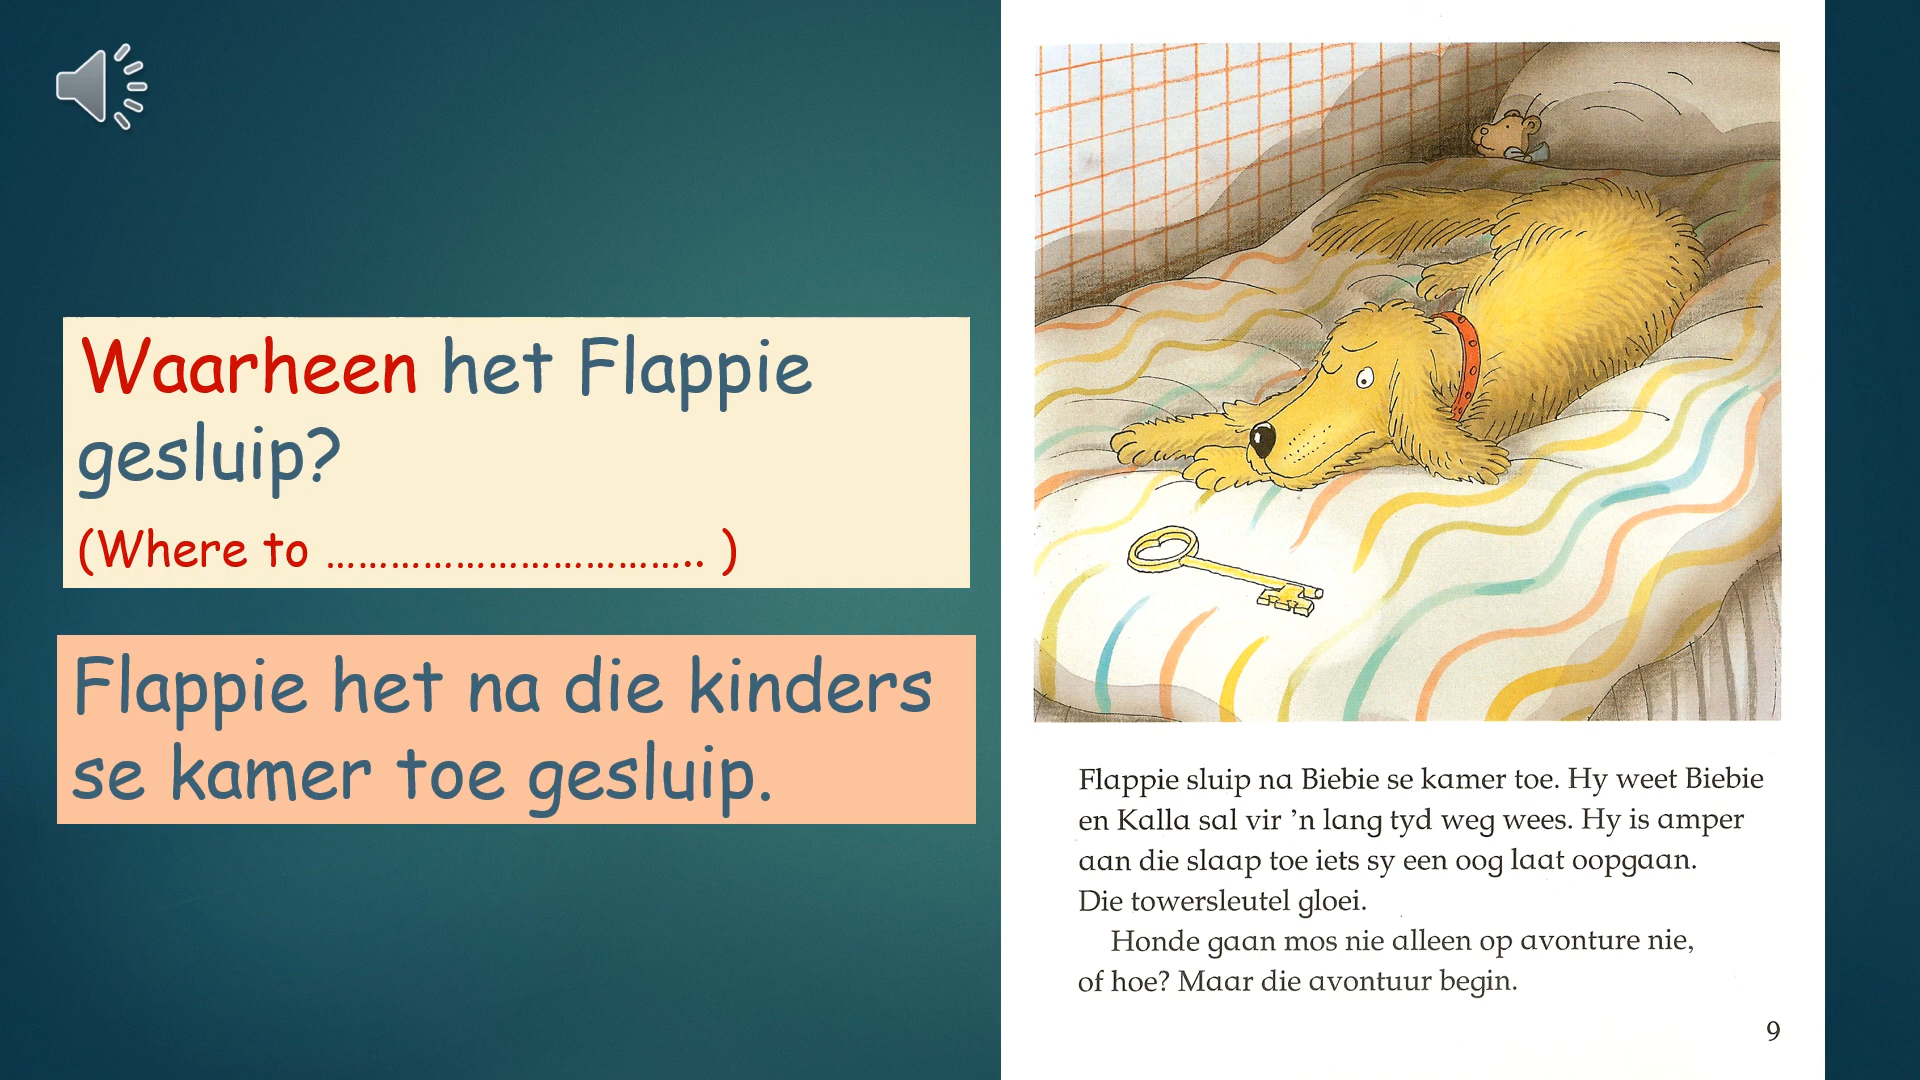 Waarheen het Flappie
gesluip?
(Where to …………………………….. )
Flappie het na die kinders
se kamer toe gesluip.
Flappie sluip na Biebie se kamer toe. Hy weet Biebie
en Kalla sal vir ’n lang tyd weg wees. Hy is amper
aan die slaap toe iets sy een oog laat oopgaan.
Die towersleutel gloei.
Honde gaan mos nie alleen op avonture nie,
of hoe? Maar die avontuur begin.
9